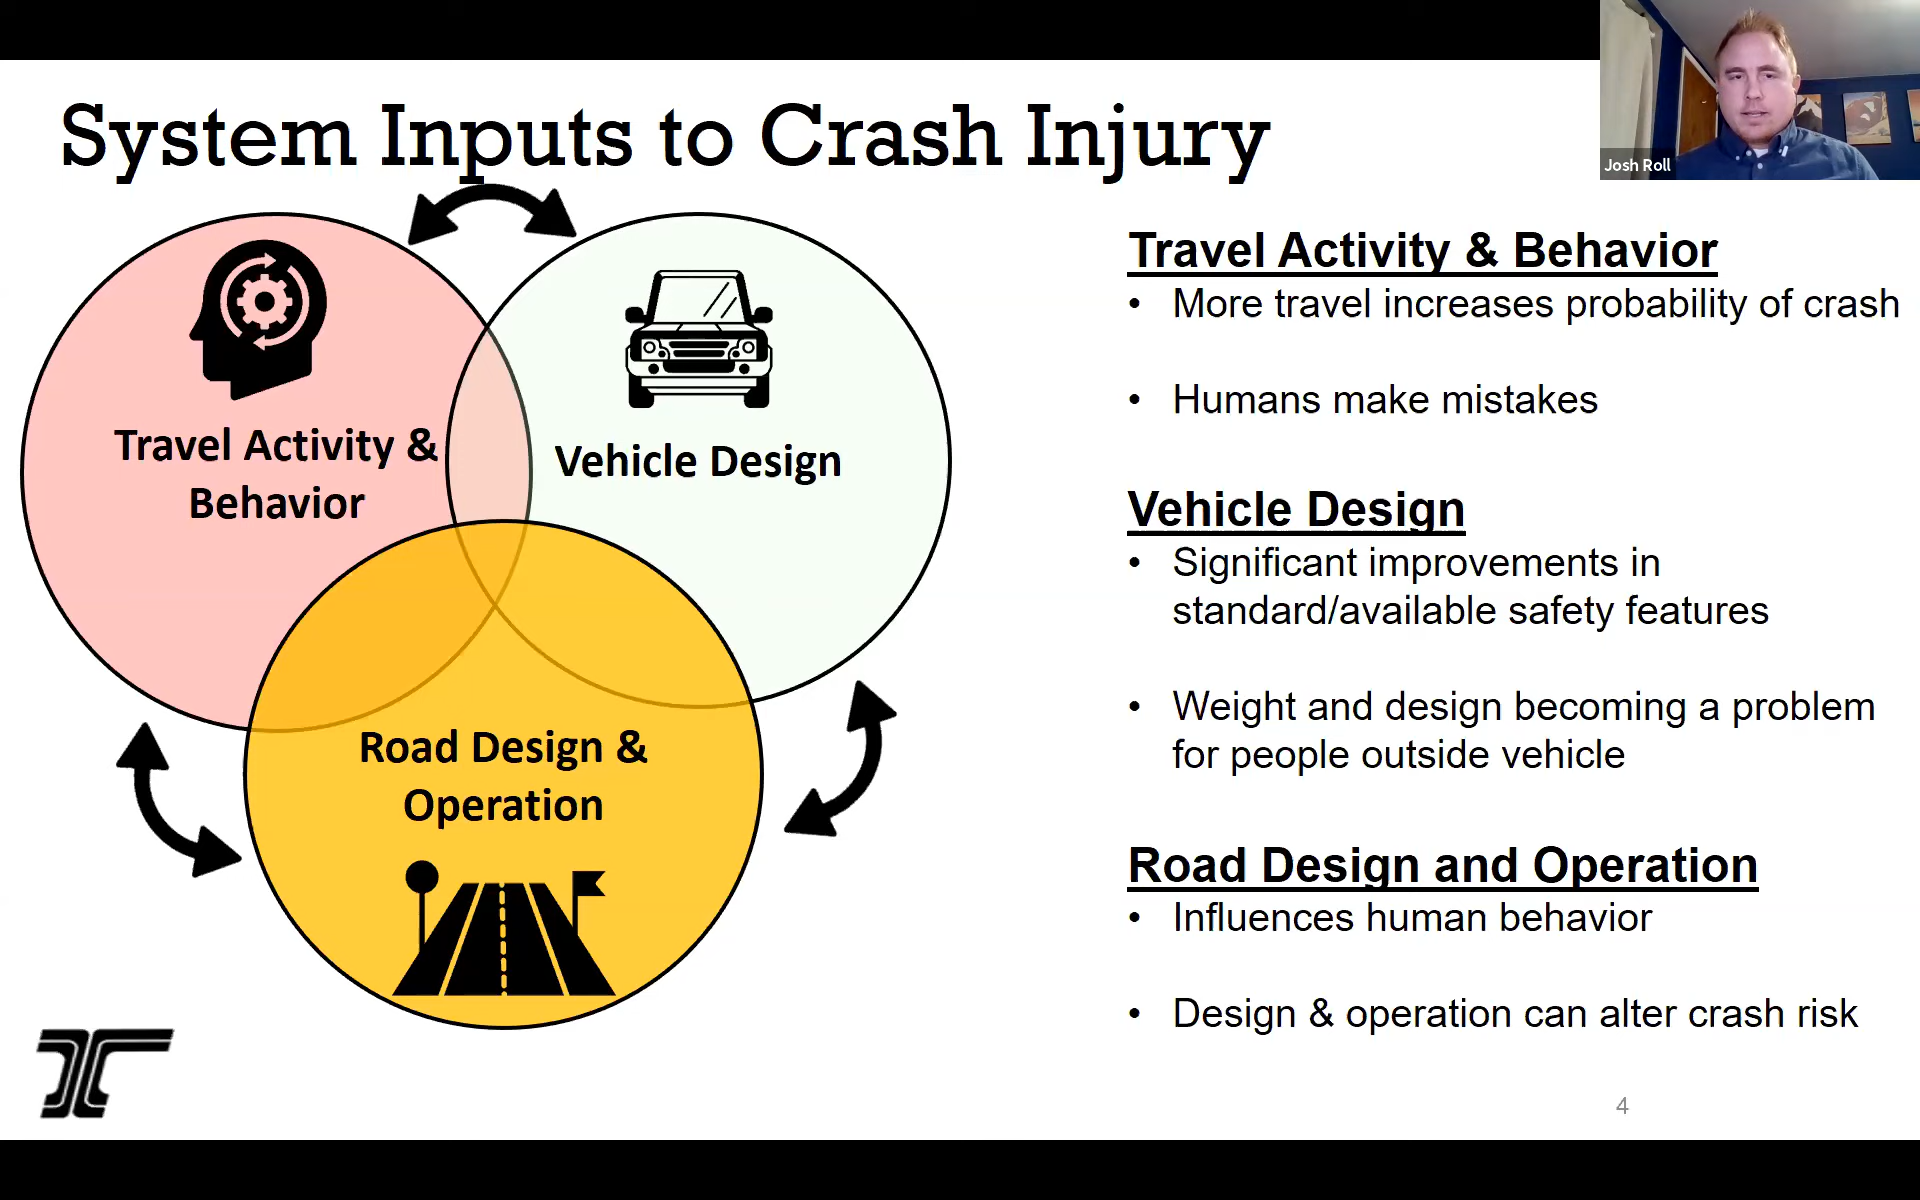 System Inputs to Crash Injury
Josh Roll
Travel Activity &
Behavior
Vehicle Design
Road Design &
Operation
Travel Activity & Behavior
• More travel increases probability of crash
• Humans make mistakes
Vehicle Design
• Significant improvements in
standard/available safety features
• Weight and design becoming a problem
for people outside vehicle
Road Design and Operation
• Influences human behavior
• Design & operation can alter crash risk
4